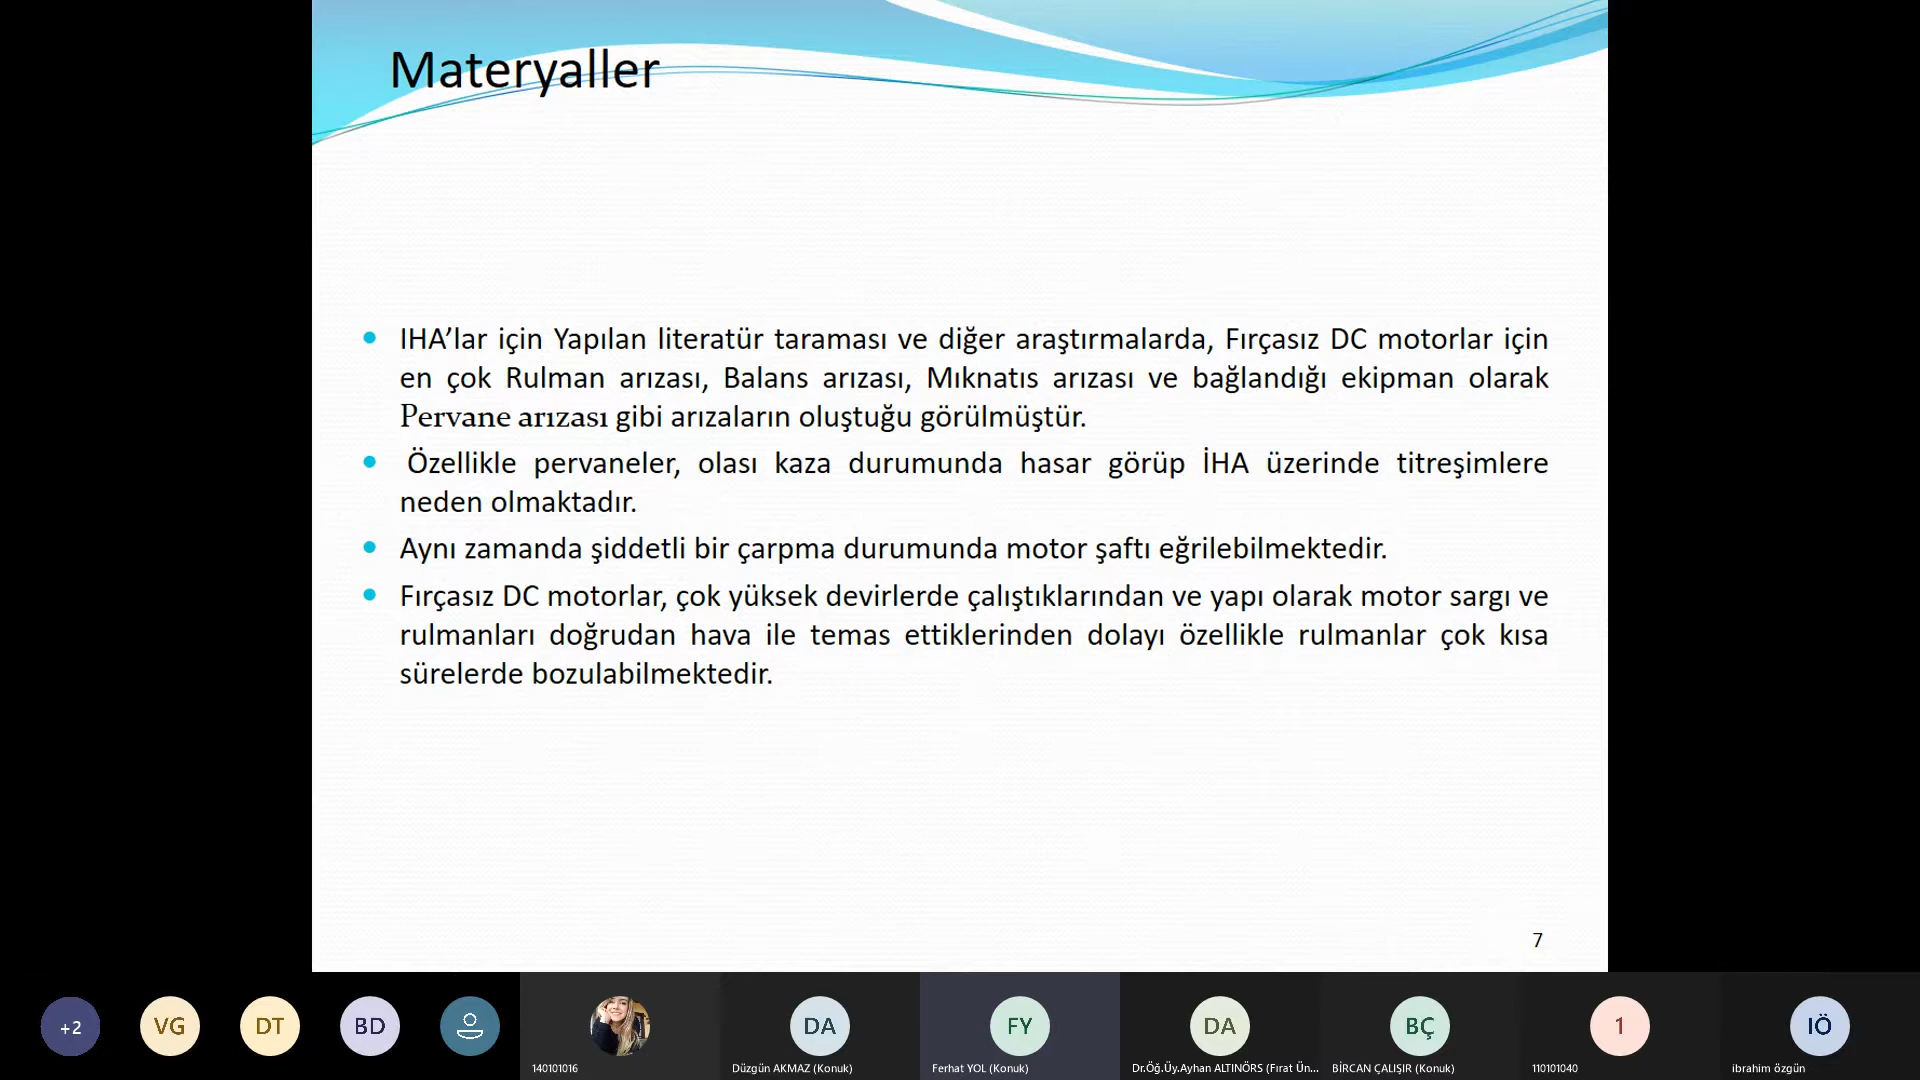 Materyaller
IHA’lar için Yapılan literatür taraması ve diğer araştırmalarda, Fırçasız DC motorlar için
en çok Rulman arızası, Balans arızası, Mıknatıs arızası ve bağlandığı ekipman olarak
Pervane arızası gibi arızaların oluştuğu görülmüştür.
Özellikle pervaneler, olası kaza durumunda hasar görüp İHA üzerinde titreşimlere
neden olmaktadır.
Aynı zamanda şiddetli bir çarpma durumunda motor şaftı eğrilebilmektedir.
Fırçasız DC motorlar, çok yüksek devirlerde çalıştıklarından ve yapı olarak motor sargı ve
rulmanları doğrudan hava ile temas ettiklerinden dolayı özellikle rulmanlar çok kısa
sürelerde bozulabilmektedir.
7
+2
VG
DT
BD
140101016
DA
Düzgün AKMAZ (Konuk)
FY
Ferhat YOL (Konuk)
DA
Dr.Öğ.Üy.Ayhan ALTINÖRS (Fırat Ün...
BÇ
BİRCAN ÇALIŞIR (Konuk)
1
110101040
IÖ
ibrahim özgün